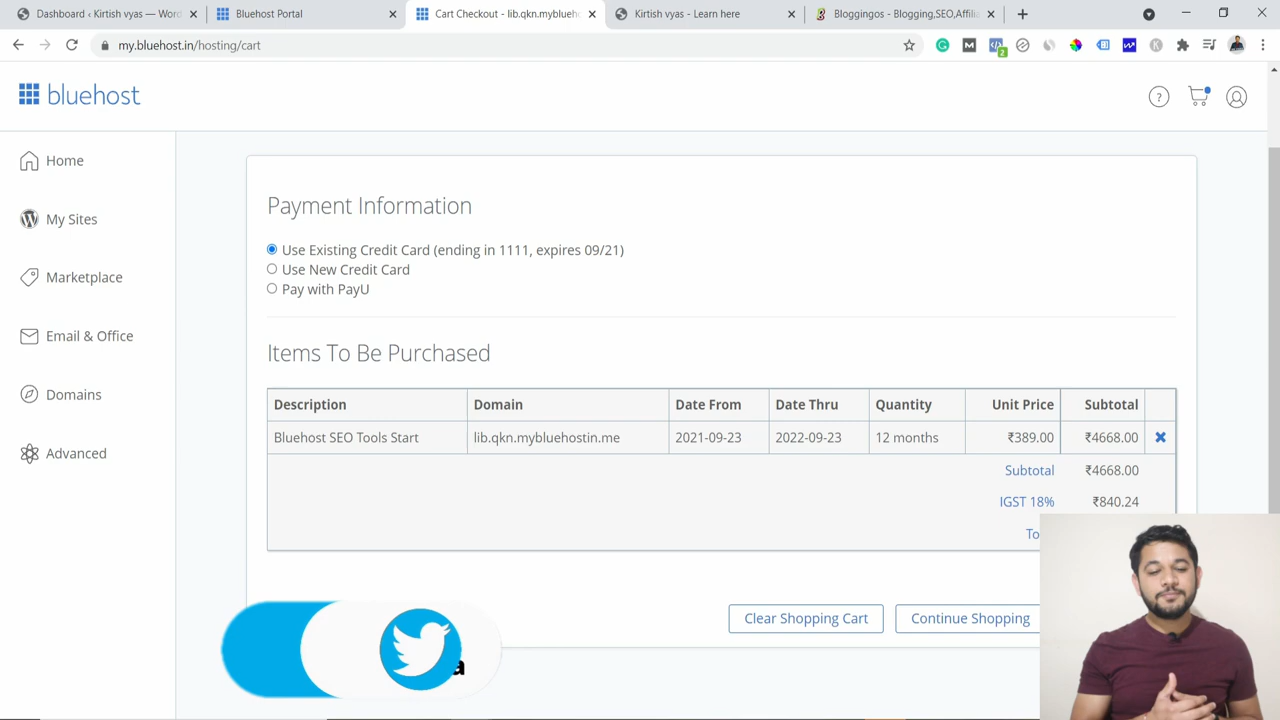 Dashboard ‹ Kirtish vyas — Word
Bluehost Portal
Cart Checkout - lib.qkn.mybluehos
Kirtish vyas - Learn here
Bloggingos - Blogging,SEO,Affilia
my.bluehost.in/hosting/cart
2
bluehost
Home
My Sites
Marketplace
Email & Office
Domains
Advanced
Payment Information
Use Existing Credit Card (ending in 1111, expires 09/21)
Use New Credit Card
Pay with PayU
Items To Be Purchased
Description Domain Date From Date Thru Quantity Unit Price Subtotal
Bluehost SEO Tools Start lib.qkn.mybluehostin.me 2021-09-23 2022-09-23 12 months ₹389.00 ₹4668.00
Subtotal ₹4668.00
IGST 18% ₹840.24
To
Clear Shopping Cart Continue Shopping
a